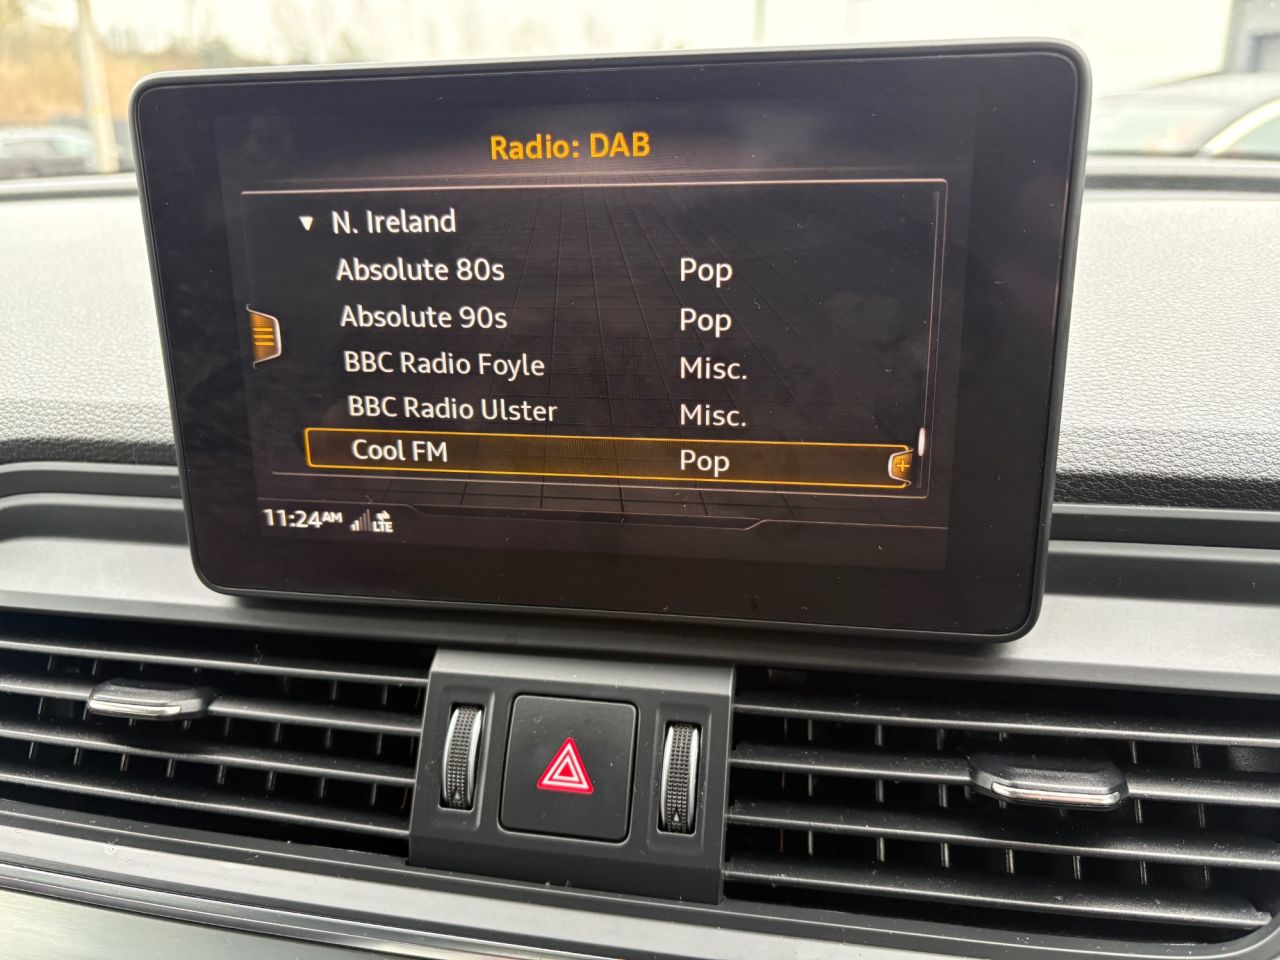 Radio: DAB
▼ N. Ireland
Absolute 80s Pop
Absolute 90s Pop
BBC Radio Foyle Misc.
BBC Radio Ulster Misc.
Cool FM Pop +
11:24AM LTE